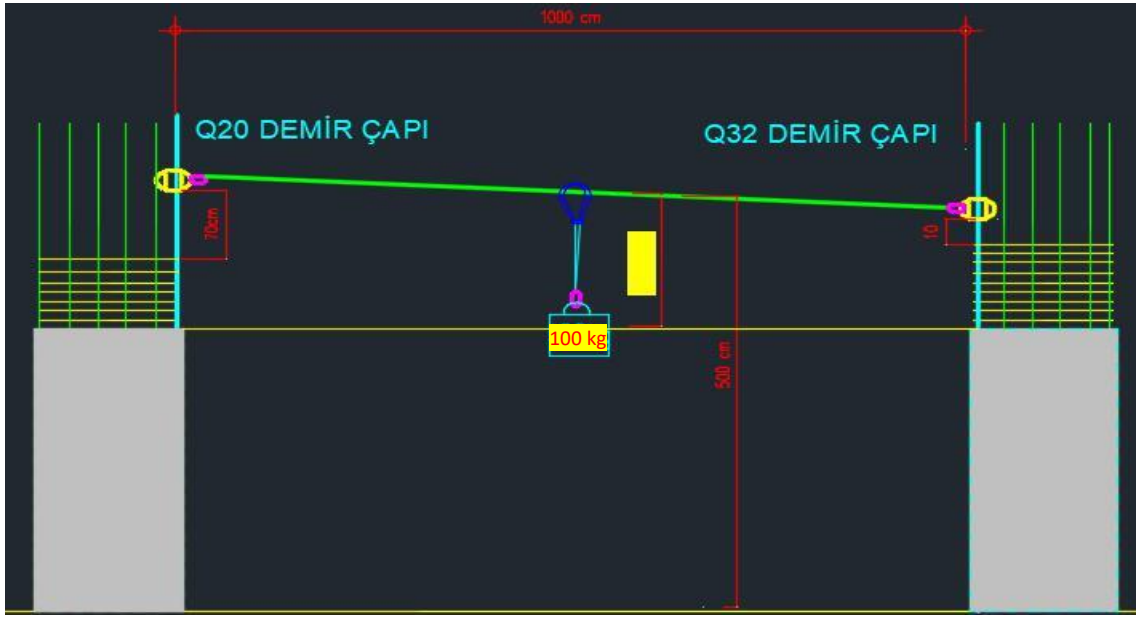 1000 cm
Q20 DEMİR ÇAPI
Q32 DEMİR ÇAPI
70cm
10
100 kg
500 cm